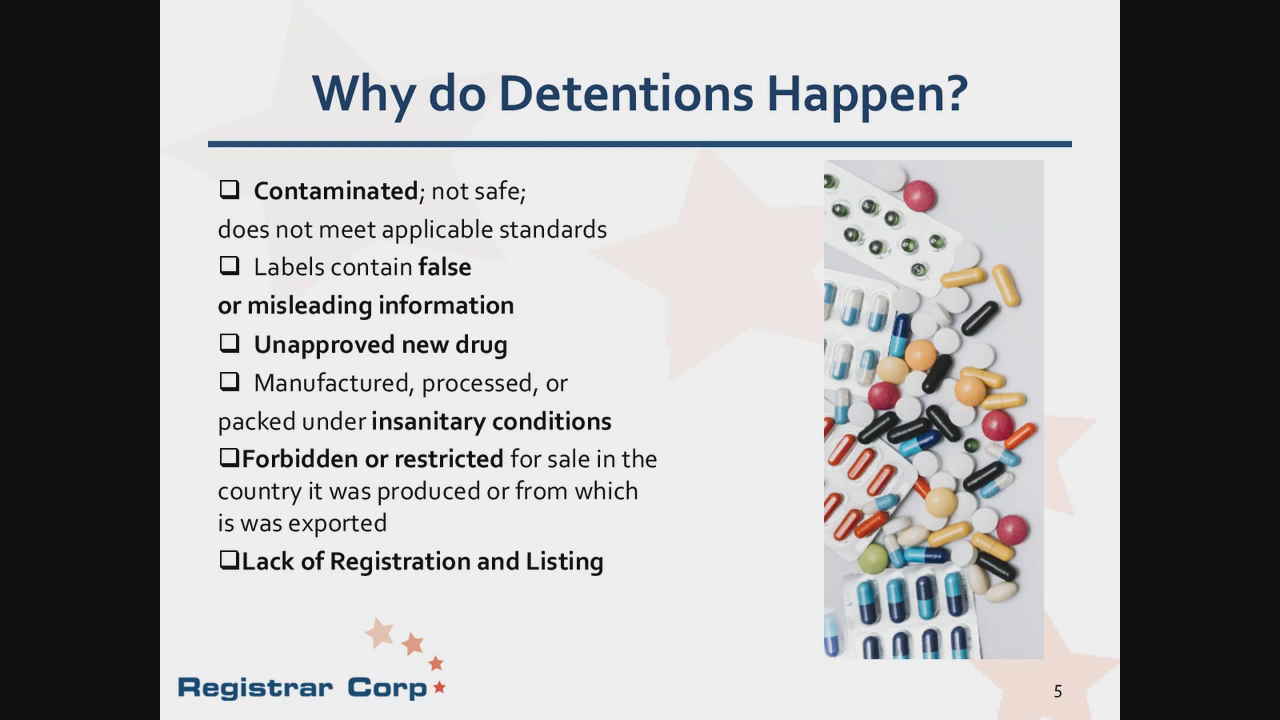 Why do Detentions Happen?
❑ Contaminated; not safe;
does not meet applicable standards
❑ Labels contain false
or misleading information
❑ Unapproved new drug
❑ Manufactured, processed, or
packed under insanitary conditions
❑Forbidden or restricted for sale in the
country it was produced or from which
is was exported
❑Lack of Registration and Listing
Registrar Corp
5